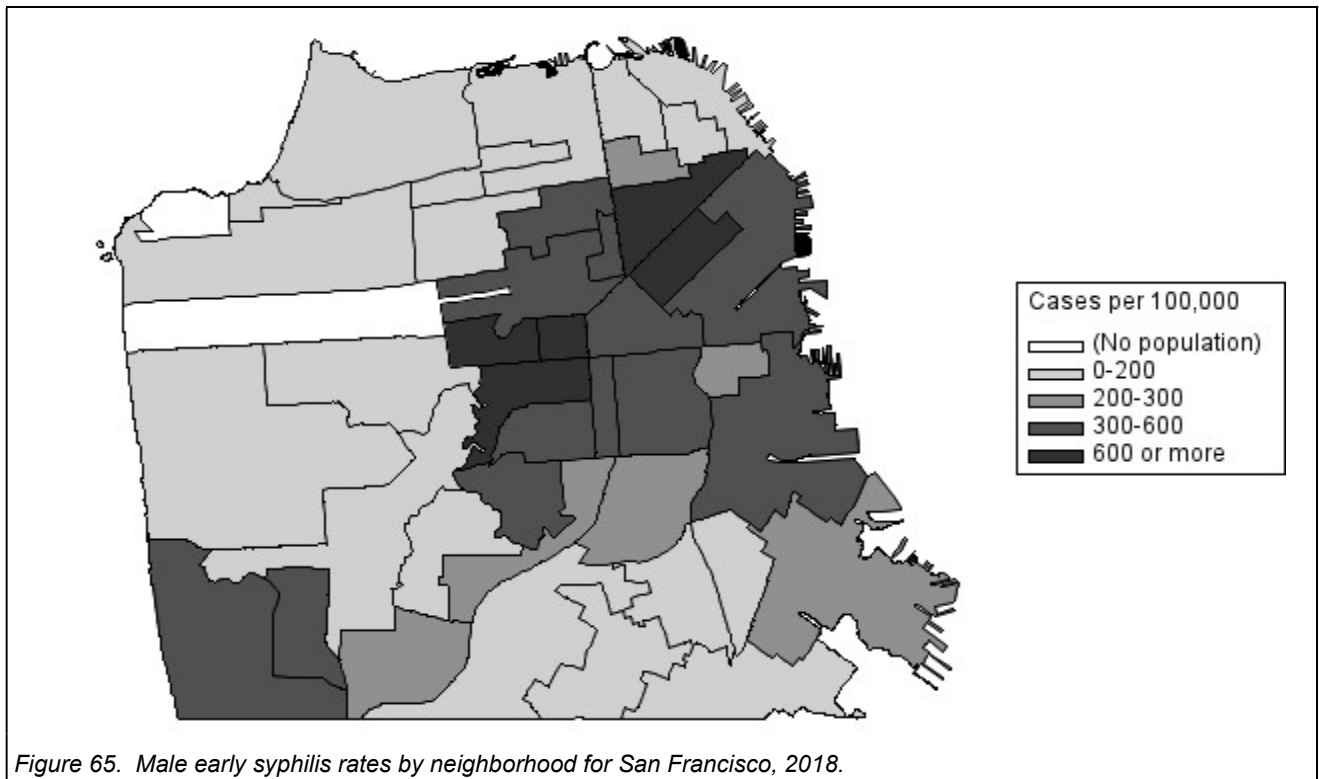 Cases per 100,000
(No population)
0-200
200-300
300-600
600 or more
Figure 65. Male early syphilis rates by neighborhood for San Francisco, 2018.